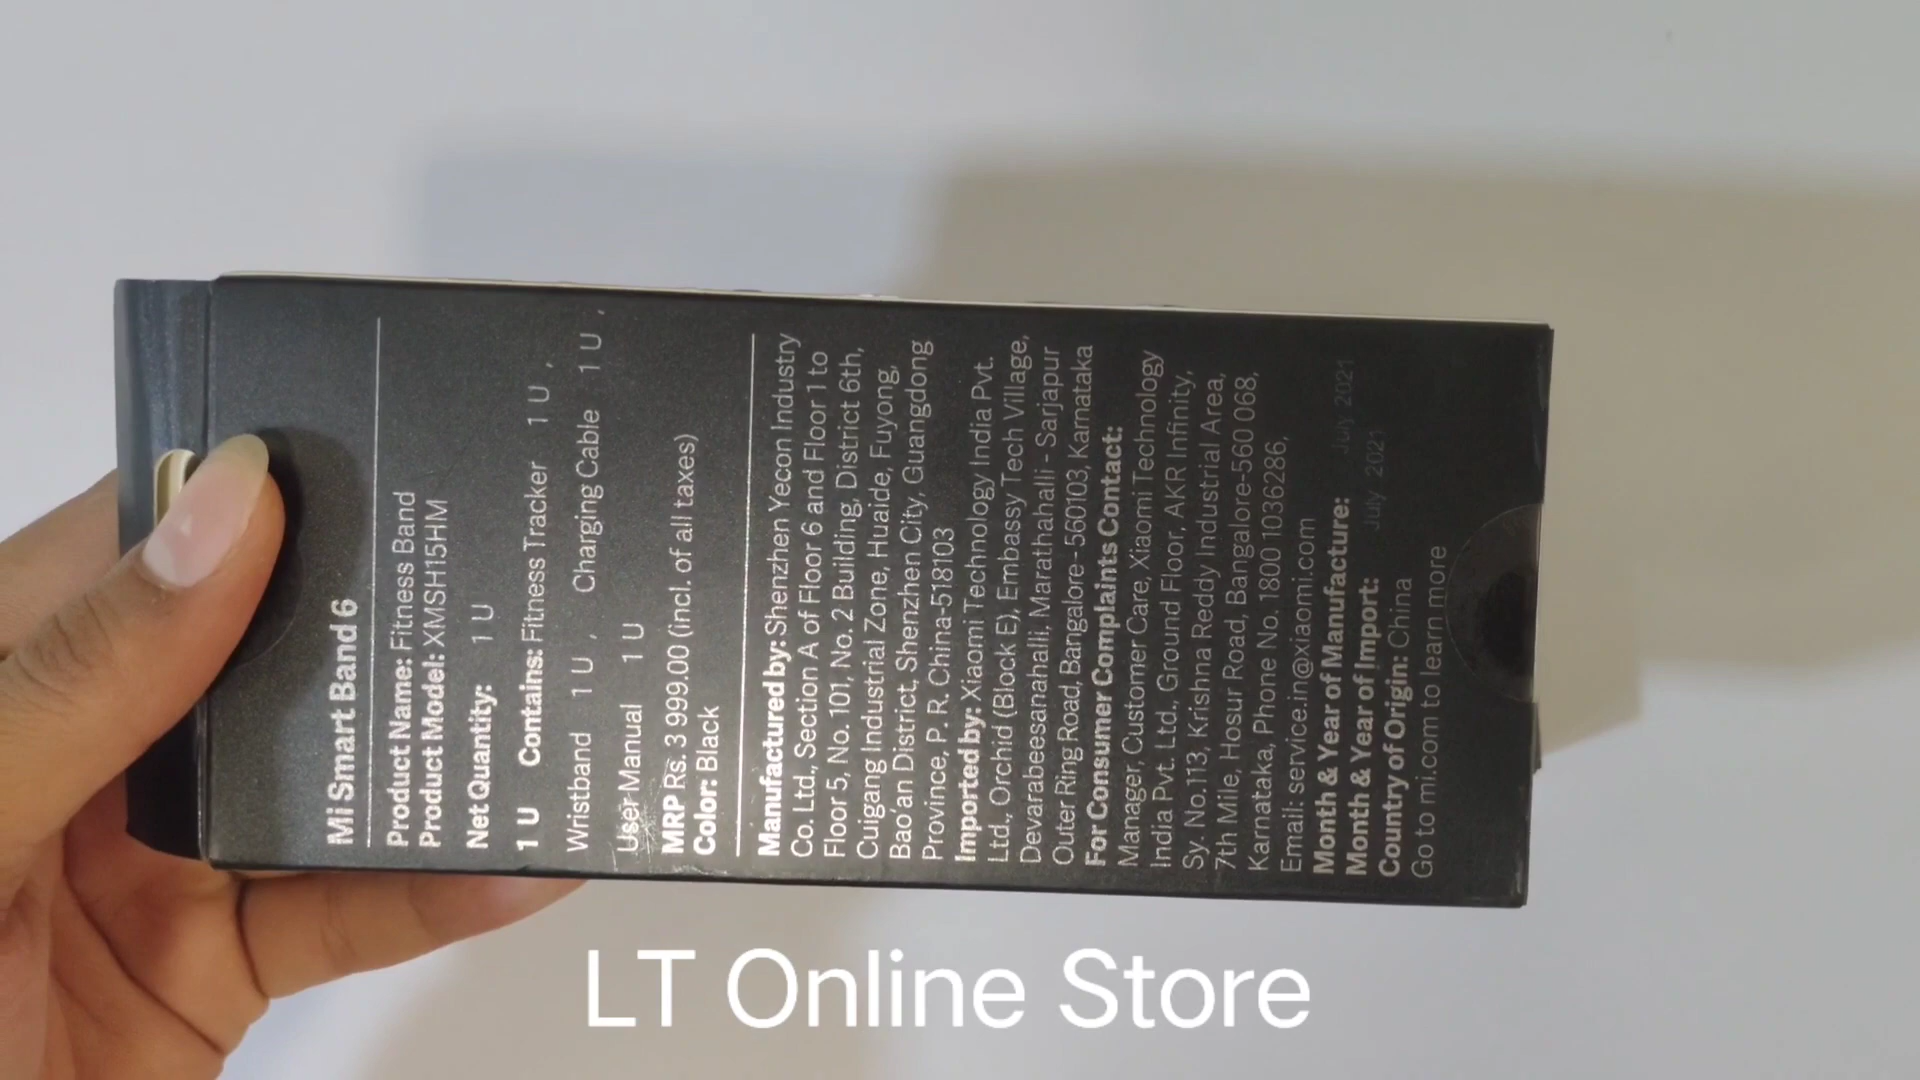 Mi Smart Band 6
Product Name: Fitness Band
Product Model: XMSH15HM
Net Quantity: 1 U
1 U Contains: Fitness Tracker 1 U ,
Wristband 1 U , Charging Cable 1 U ,
User Manual 1 U
MRP Rs. 3 999.00 (incl. of all taxes)
Color: Black
Manufactured by: Shenzhen Yecon Industry
Co. Ltd., Section A of Floor 6 and Floor 1 to
Floor 5, No. 101, No. 2 Building, District 6th,
Cuigang Industrial Zone, Huaide, Fuyong,
Bao'an District, Shenzhen City, Guangdong
Province, P. R. China-518103
Imported by: Xiaomi Technology India Pvt.
Ltd., Orchid (Block E), Embassy Tech Village,
Devarabeesanahalli, Marathahalli - Sarjapur
Outer Ring Road, Bangalore - 560103, Karnataka
For Consumer Complaints Contact:
Manager, Customer Care, Xiaomi Technology
India Pvt. Ltd., Ground Floor, AKR Infinity,
Sy. No.113, Krishna Reddy Industrial Area,
7th Mile, Hosur Road, Bangalore-560 068,
Karnataka, Phone No. 1800 1036286,
Email: service.in@xiaomi.com
Month & Year of Manufacture: July 2021
Month & Year of Import: July 2021
Country of Origin: China
Go to mi.com to learn more
LT Online Store